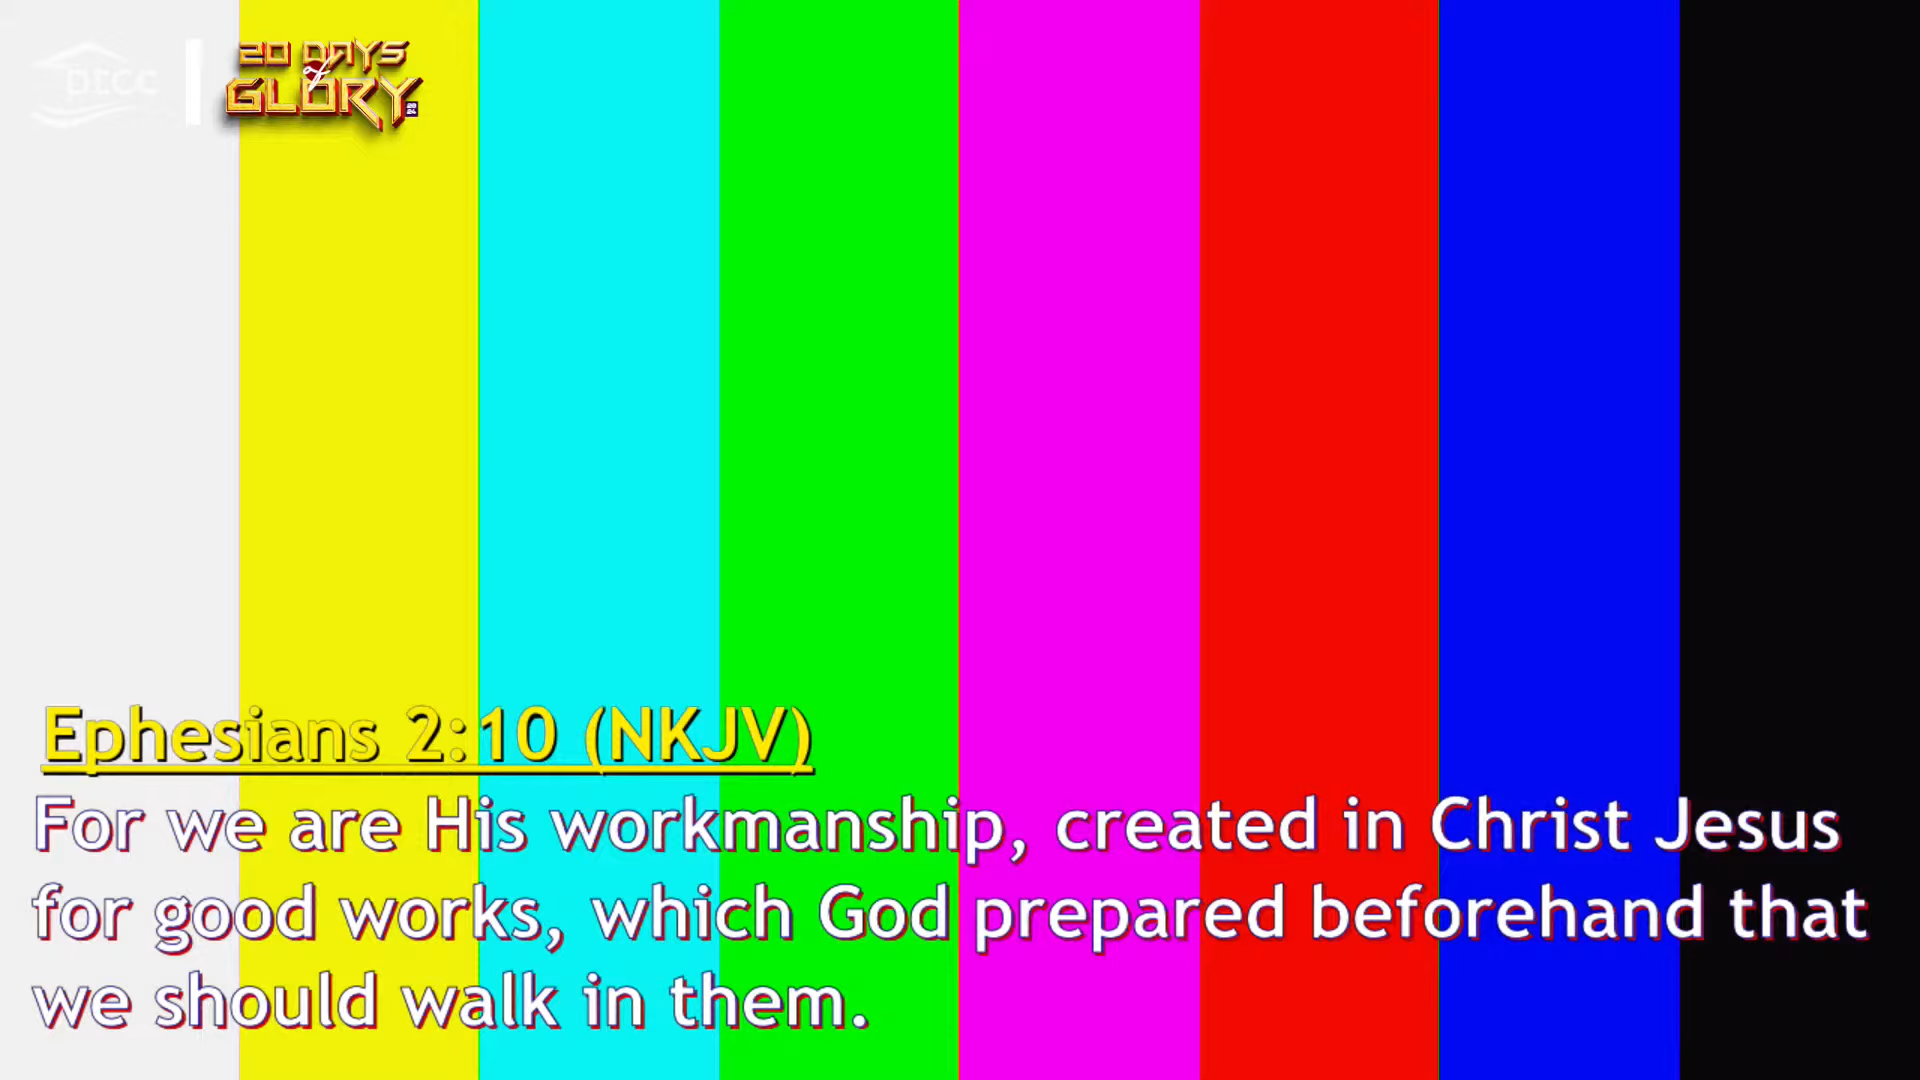 20 DAYS
of
GLORY
Ephesians 2:10 (NKJV)
For we are His workmanship, created in Christ Jesus
for good works, which God prepared beforehand that
we should walk in them.